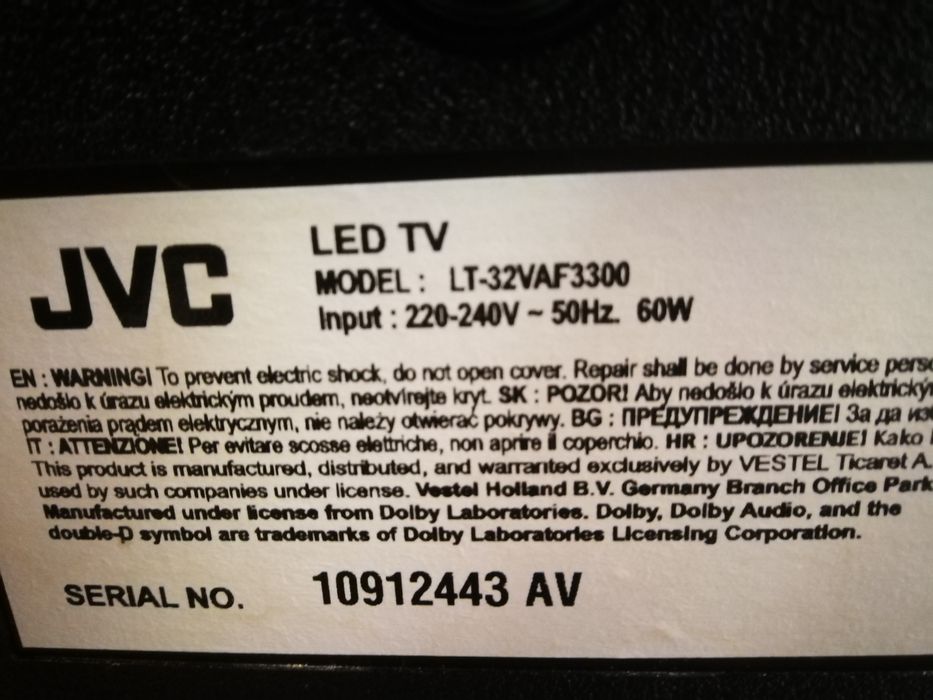 JVC
LED TV
MODEL : LT-32VAF3300
Input : 220-240V ~ 50Hz. 60W
EN : WARNING! To prevent electric shock, do not open cover. Repair shall be done by service
nedošlo k úrazu elektrickým proudem, neotvírejte kryt. SK : POZOR! Aby nedošlo k úrazu
porażenia prądem elektrycznym, nie należy otwierać pokrywy. BG : ПРЕДУПРЕЖДЕНИЕ! За да
IT : ATTENZIONE! Per evitare scosse elettriche, non aprire il coperchio. HR : UPOZORENJE! Kako
This product is manufactured, distributed, and warranted exclusively by VESTEL Ticaret A.
used by such companies under license. Vestel Holland B.V. Germany Branch Office Park
Manufactured under license from Dolby Laboratories. Dolby, Dolby Audio, and the
double-D symbol are trademarks of Dolby Laboratories Licensing Corporation.
SERIAL NO. 10912443 AV